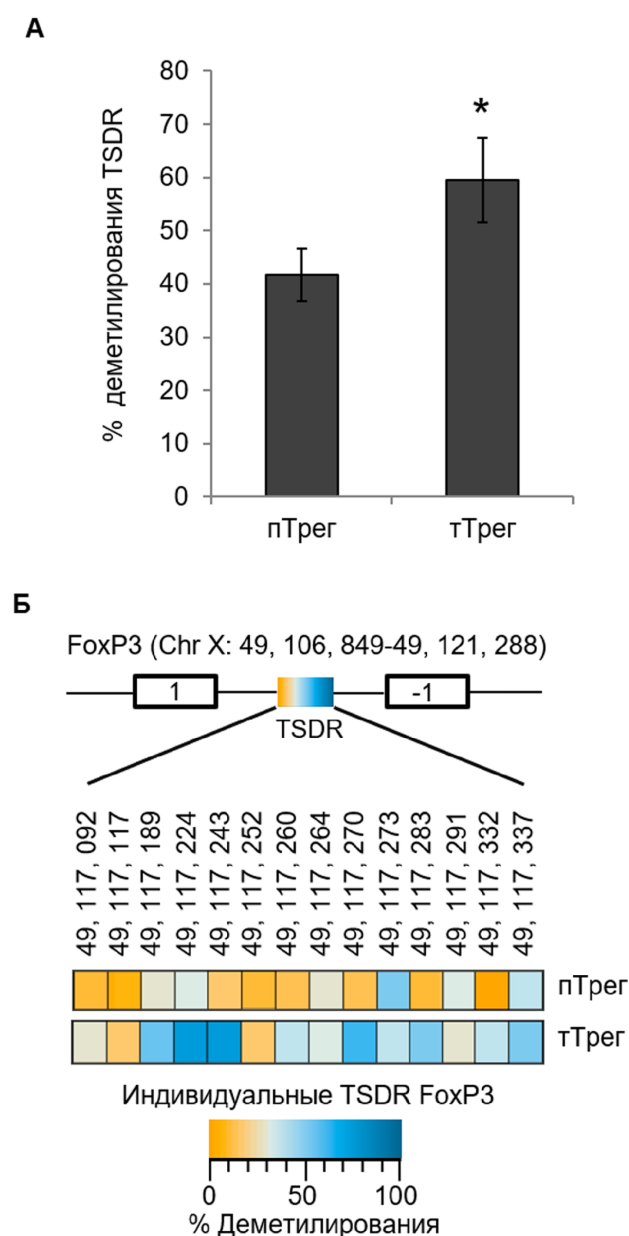 А
% деметилирования TSDR
80
70
60
50
40
30
20
10
0
*
пТрег
тТрег
Б
FoxP3 (Chr X: 49, 106, 849-49, 121, 288)
1
-1
TSDR
49, 117, 092
49, 117, 117
49, 117, 189
49, 117, 224
49, 117, 243
49, 117, 252
49, 117, 260
49, 117, 264
49, 117, 270
49, 117, 273
49, 117, 283
49, 117, 291
49, 117, 332
49, 117, 337
пТрег
тТрег
Индивидуальные TSDR FoxP3
0 50 100
% Деметилирования